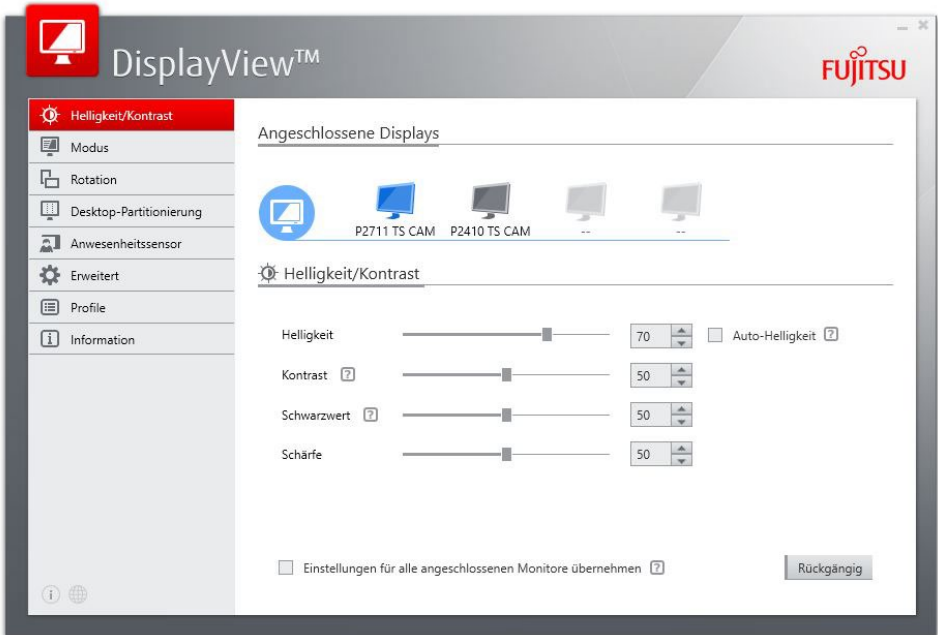 DisplayView™
FUJITSU
Helligkeit/Kontrast
Modus
Rotation
Desktop-Partitionierung
Anwesenheitssensor
Erweitert
Profile
Information
Angeschlossene Displays
P2711 TS CAM P2410 TS CAM -- --
Helligkeit/Kontrast
Helligkeit 70 Auto-Helligkeit ?
Kontrast ? 50
Schwarzwert ? 50
Schärfe 50
Einstellungen für alle angeschlossenen Monitore übernehmen ? Rückgängig